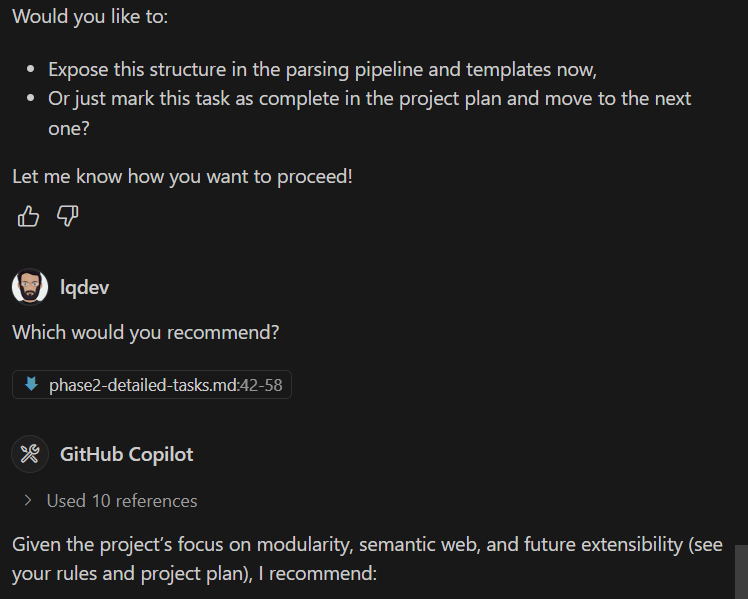 Would you like to:
• Expose this structure in the parsing pipeline and templates now,
• Or just mark this task as complete in the project plan and move to the next
one?
Let me know how you want to proceed!
lqdev
Which would you recommend?
phase2-detailed-tasks.md:42-58
GitHub Copilot
Used 10 references
Given the project’s focus on modularity, semantic web, and future extensibility (see
your rules and project plan), I recommend: